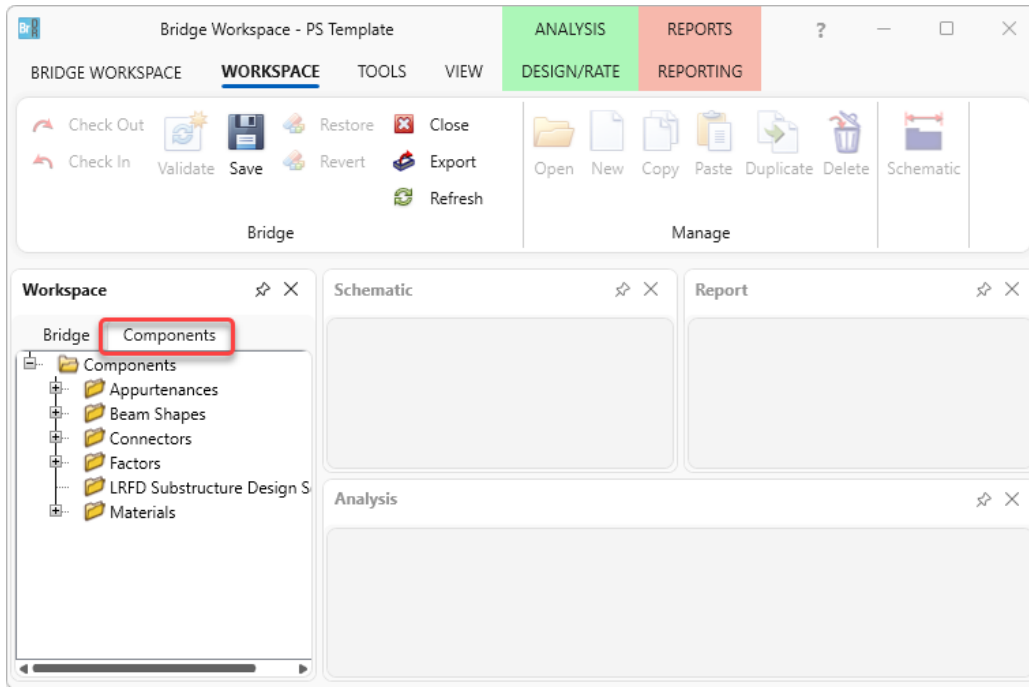 Bridge Workspace - PS Template
ANALYSIS
REPORTS
?
BRIDGE WORKSPACE
WORKSPACE
TOOLS
VIEW
DESIGN/RATE
REPORTING
Check Out
Check In
Validate
Save
Restore
Revert
Close
Export
Refresh
Bridge
Open
New
Copy
Paste
Duplicate
Delete
Manage
Schematic
Workspace
Bridge
Components
Components
Appurtenances
Beam Shapes
Connectors
Factors
LRFD Substructure Design S
Materials
Schematic
Report
Analysis